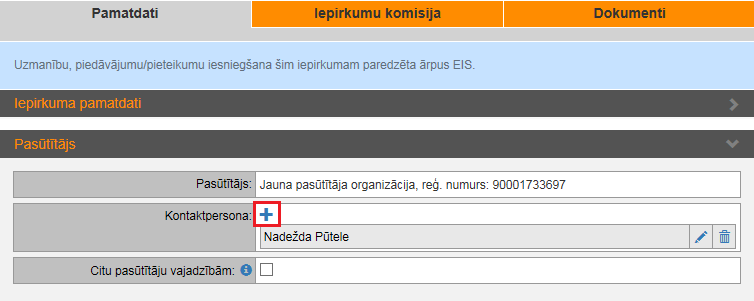 Pamatdati Iepirkumu komisija Dokumenti
Uzmanību, piedāvājumu/pieteikumu iesniegšana šim iepirkumam paredzēta ārpus EIS.
Iepirkuma pamatdati
Pasūtītājs
Pasūtītājs: Jauna pasūtītāja organizācija, reģ. numurs: 90001733697
Kontaktpersona:
Nadežda Pūtele
Citu pasūtītāju vajadzībām: